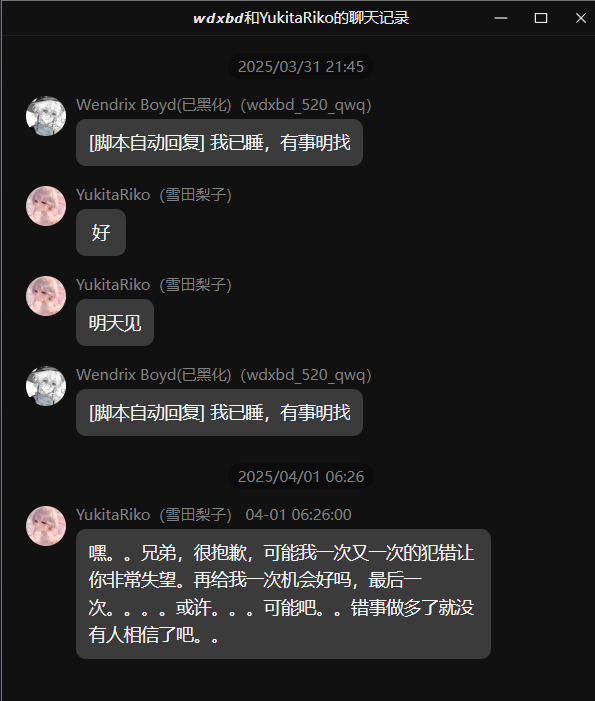 wdxbd和YukitaRiko的聊天记录
2025/03/31 21:45
Wendrix Boyd(已黑化)（wdxbd_520_qwq）
[脚本自动回复] 我已睡，有事明找
YukitaRiko（雪田梨子）
好
YukitaRiko（雪田梨子）
明天见
Wendrix Boyd(已黑化)（wdxbd_520_qwq）
[脚本自动回复] 我已睡，有事明找
2025/04/01 06:26
YukitaRiko（雪田梨子） 04-01 06:26:00
嘿。。兄弟，很抱歉，可能我一次又一次的犯错让
你非常失望。再给我一次机会好吗，最后一
次。。。。或许。。。可能吧。。错事做多了就没
有人相信了吧。。